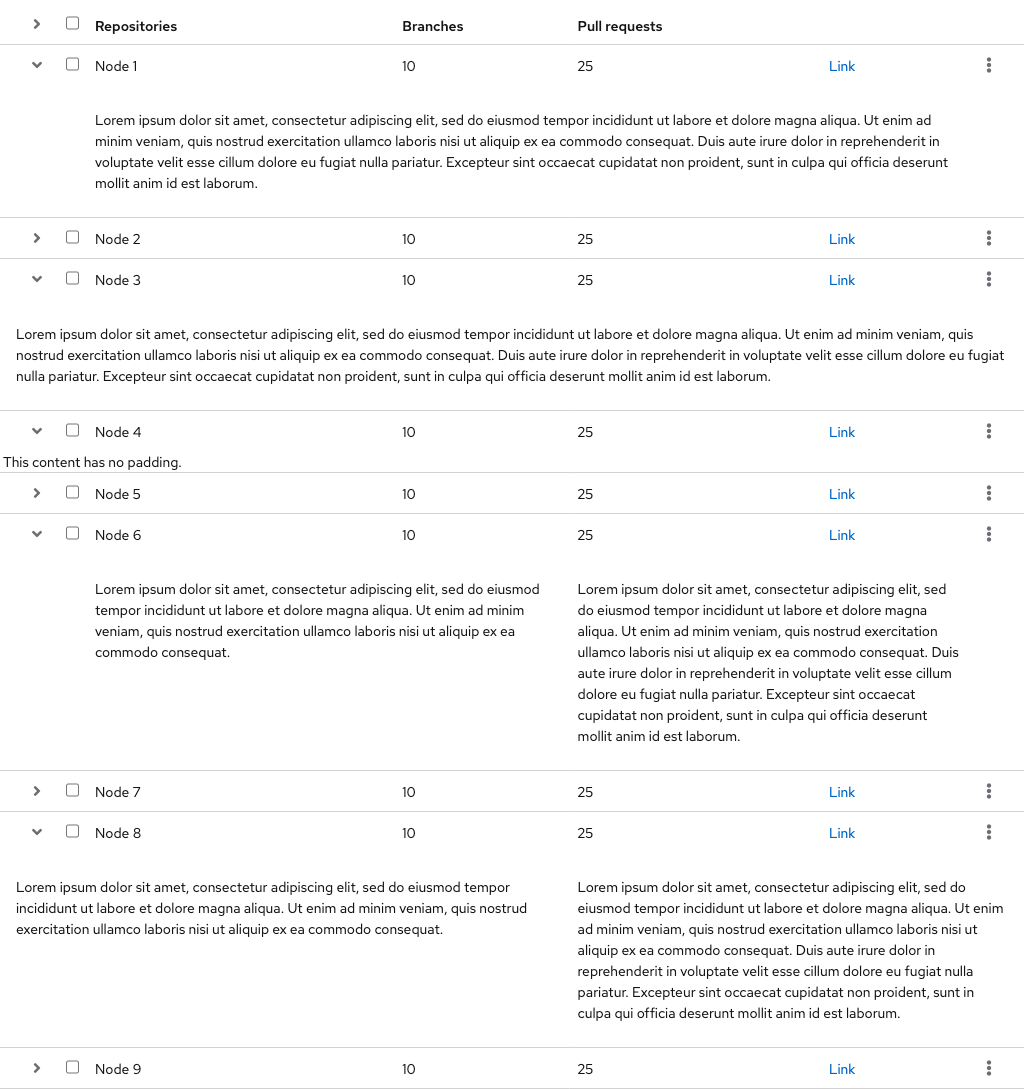 Repositories Branches Pull requests
Node 1 10 25 Link
Lorem ipsum dolor sit amet, consectetur adipiscing elit, sed do eiusmod tempor incididunt ut labore et dolore magna aliqua. Ut enim ad
minim veniam, quis nostrud exercitation ullamco laboris nisi ut aliquip ex ea commodo consequat. Duis aute irure dolor in reprehenderit in
voluptate velit esse cillum dolore eu fugiat nulla pariatur. Excepteur sint occaecat cupidatat non proident, sunt in culpa qui officia deserunt
mollit anim id est laborum.
Node 2 10 25 Link
Node 3 10 25 Link
Lorem ipsum dolor sit amet, consectetur adipiscing elit, sed do eiusmod tempor incididunt ut labore et dolore magna aliqua. Ut enim ad minim veniam, quis
nostrud exercitation ullamco laboris nisi ut aliquip ex ea commodo consequat. Duis aute irure dolor in reprehenderit in voluptate velit esse cillum dolore eu fugiat
nulla pariatur. Excepteur sint occaecat cupidatat non proident, sunt in culpa qui officia deserunt mollit anim id est laborum.
Node 4 10 25 Link
This content has no padding.
Node 5 10 25 Link
Node 6 10 25 Link
Lorem ipsum dolor sit amet, consectetur adipiscing elit, sed do eiusmod
tempor incididunt ut labore et dolore magna aliqua. Ut enim ad minim
veniam, quis nostrud exercitation ullamco laboris nisi ut aliquip ex ea
commodo consequat.
Lorem ipsum dolor sit amet, consectetur adipiscing elit, sed
do eiusmod tempor incididunt ut labore et dolore magna
aliqua. Ut enim ad minim veniam, quis nostrud exercitation
ullamco laboris nisi ut aliquip ex ea commodo consequat. Duis
aute irure dolor in reprehenderit in voluptate velit esse cillum
dolore eu fugiat nulla pariatur. Excepteur sint occaecat
cupidatat non proident, sunt in culpa qui officia deserunt
mollit anim id est laborum.
Node 7 10 25 Link
Node 8 10 25 Link
Lorem ipsum dolor sit amet, consectetur adipiscing elit, sed do eiusmod tempor
incididunt ut labore et dolore magna aliqua. Ut enim ad minim veniam, quis nostrud
exercitation ullamco laboris nisi ut aliquip ex ea commodo consequat.
Lorem ipsum dolor sit amet, consectetur adipiscing elit, sed do
eiusmod tempor incididunt ut labore et dolore magna aliqua. Ut enim
ad minim veniam, quis nostrud exercitation ullamco laboris nisi ut
aliquip ex ea commodo consequat. Duis aute irure dolor in
reprehenderit in voluptate velit esse cillum dolore eu fugiat nulla
pariatur. Excepteur sint occaecat cupidatat non proident, sunt in
culpa qui officia deserunt mollit anim id est laborum.
Node 9 10 25 Link